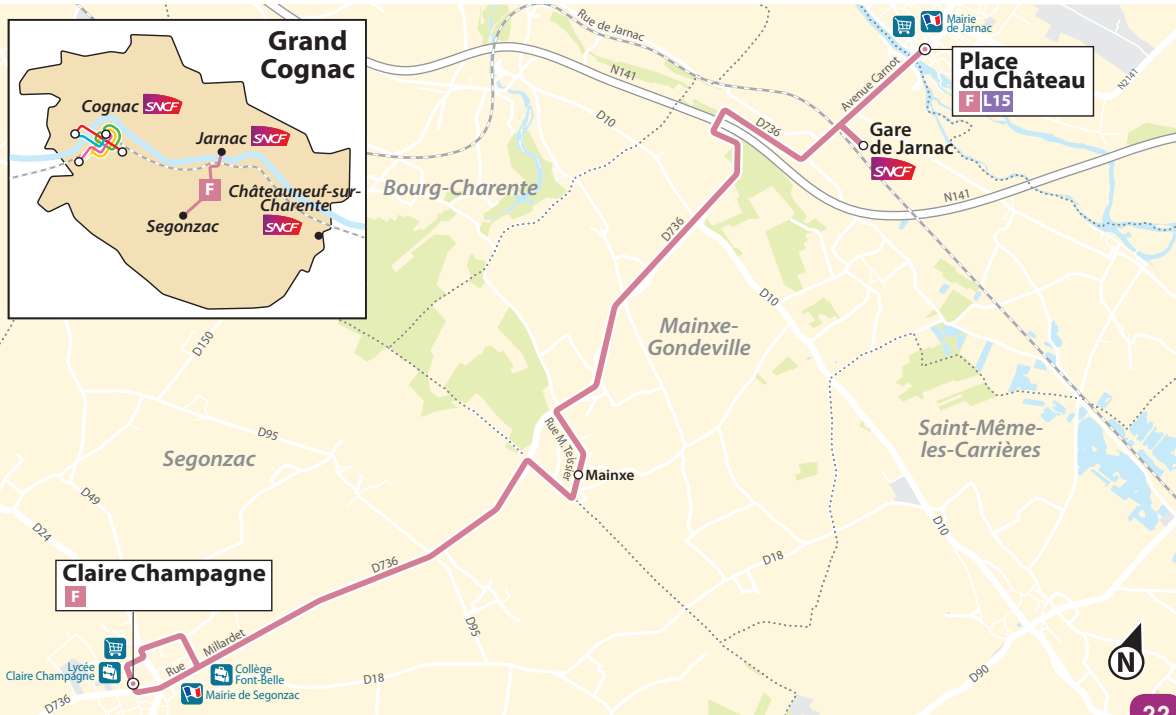 Grand
Cognac
Cognac SNCF
Jarnac SNCF
F
Châteauneuf-sur-
Charente
SNCF
Segonzac
Rue de Jarnac
Mairie
de Jarnac
Place
du Château
F L15
N141
N2141
Avenue Carnot
D10
D736
Gare
de Jarnac
SNCF
N141
Bourg-Charente
D736
D10
Mainxe-
Gondeville
D150
Saint-Même-
les-Carrières
Rue M. Teissier
D95
Segonzac
Mainxe
D49
D24
D10
D18
D736
Claire Champagne
F
D95
Rue Millardet
Lycée
Claire Champagne
Collège
Font-Belle
Mairie de Segonzac
D18
D736
D90
N
22